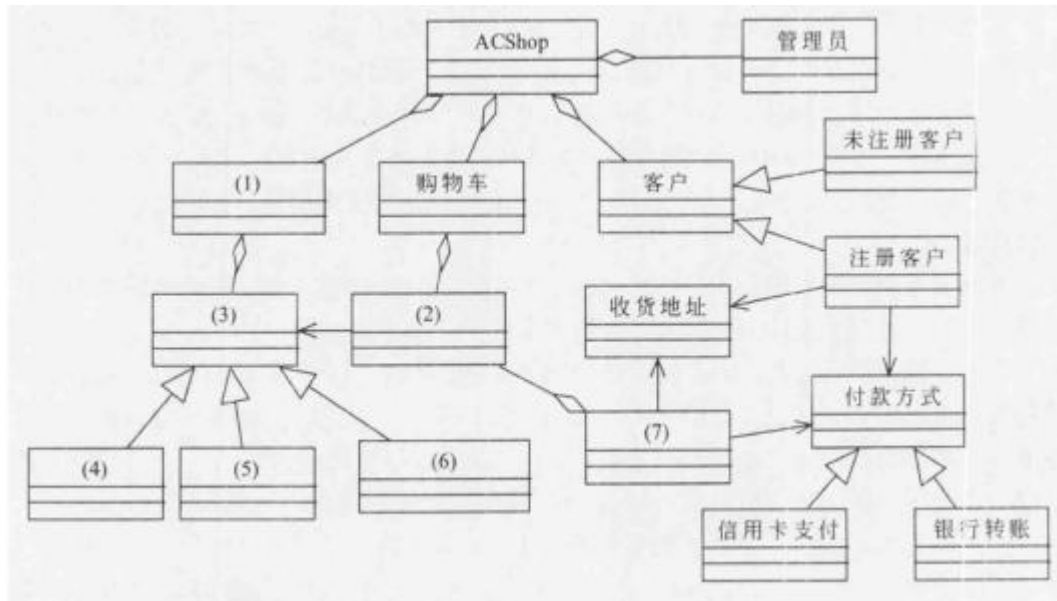 ACShop
管理员
未注册客户
(1)
购物车
客户
注册客户
(3)
(2)
收货地址
付款方式
(7)
(4)
(5)
(6)
信用卡支付
银行转账